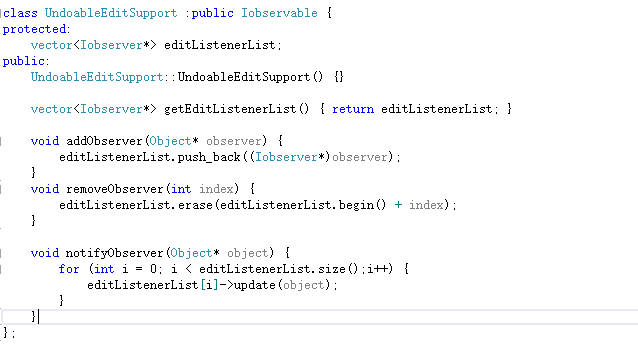 class UndoableEditSupport :public Iobservable {
protected:
    vector<Iobserver*> editListenerList;
public:
    UndoableEditSupport::UndoableEditSupport() {}

    vector<Iobserver*> getEditListenerList() { return editListenerList; }

    void addObserver(Object* observer) {
        editListenerList.push_back((Iobserver*)observer);
    }
    void removeObserver(int index) {
        editListenerList.erase(editListenerList.begin() + index);
    }

    void notifyObserver(Object* object) {
        for (int i = 0; i < editListenerList.size();i++) {
            editListenerList[i]->update(object);
        }
    }
};